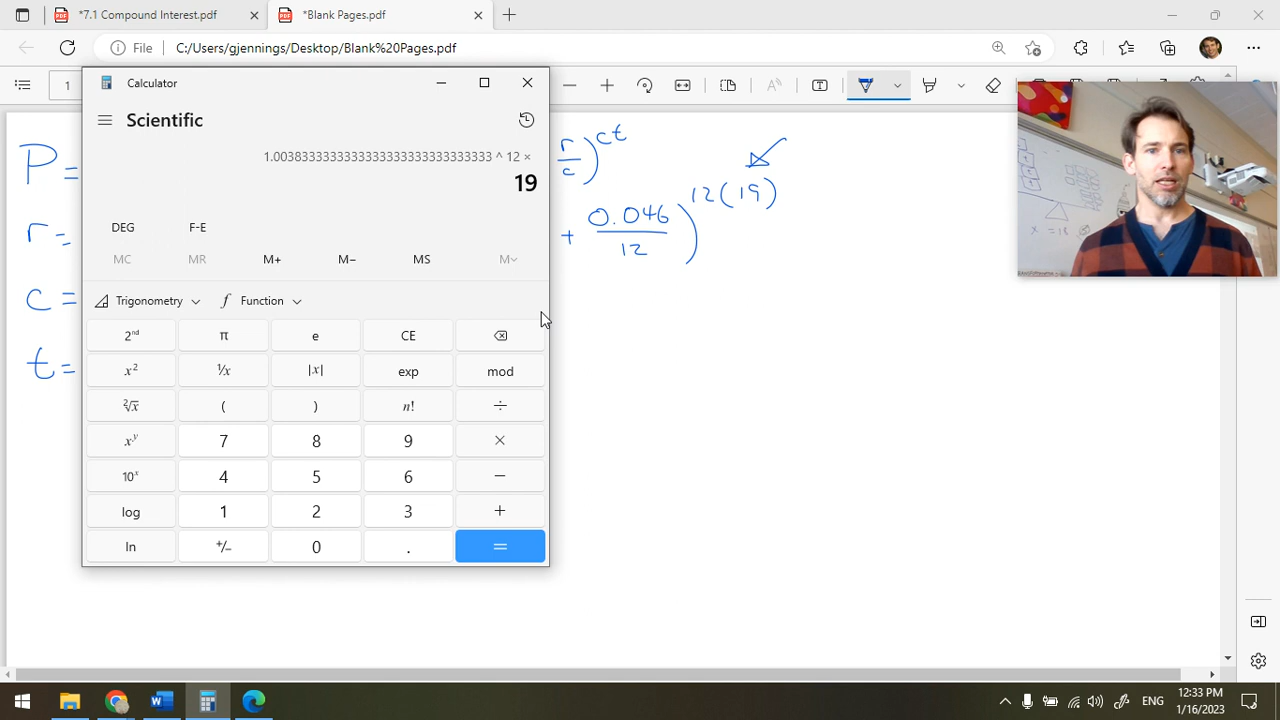 *7.1 Compound Interest.pdf
*Blank Pages.pdf
File
C:/Users/gjennings/Desktop/Blank%20Pages.pdf
1
Calculator
Scientific
^ 12 ×
19
DEG F-E
MC MR M+ M− MS M
Trigonometry Function
2nd π e CE
x² ¹/x |x| exp mod
²√x ( ) n! ÷
xʸ 7 8 9 ×
10ˣ 4 5 6 −
log 1 2 3 +
ln +/− 0 . =
P=
r=
c=
t=
r/c )^ct
+ 0.046/12 )^12(19)
x =18
ENG
12:33 PM
1/16/2023